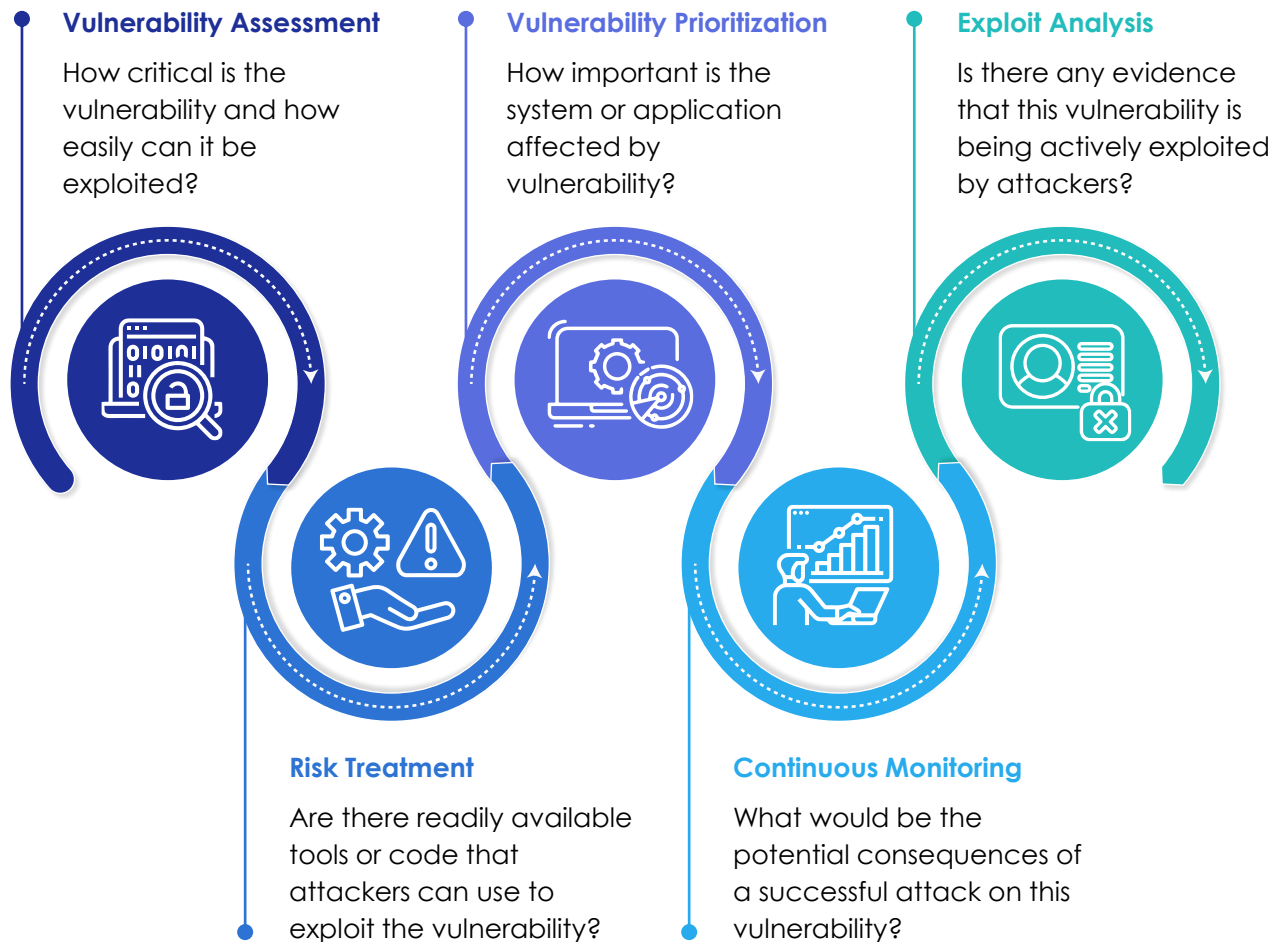 Vulnerability Assessment
How critical is the
vulnerability and how
easily can it be
exploited?
Vulnerability Prioritization
How important is the
system or application
affected by
vulnerability?
Exploit Analysis
Is there any evidence
that this vulnerability is
being actively exploited
by attackers?
010101
11
0
Risk Treatment
Are there readily available
tools or code that
attackers can use to
exploit the vulnerability?
Continuous Monitoring
What would be the
potential consequences of
a successful attack on this
vulnerability?